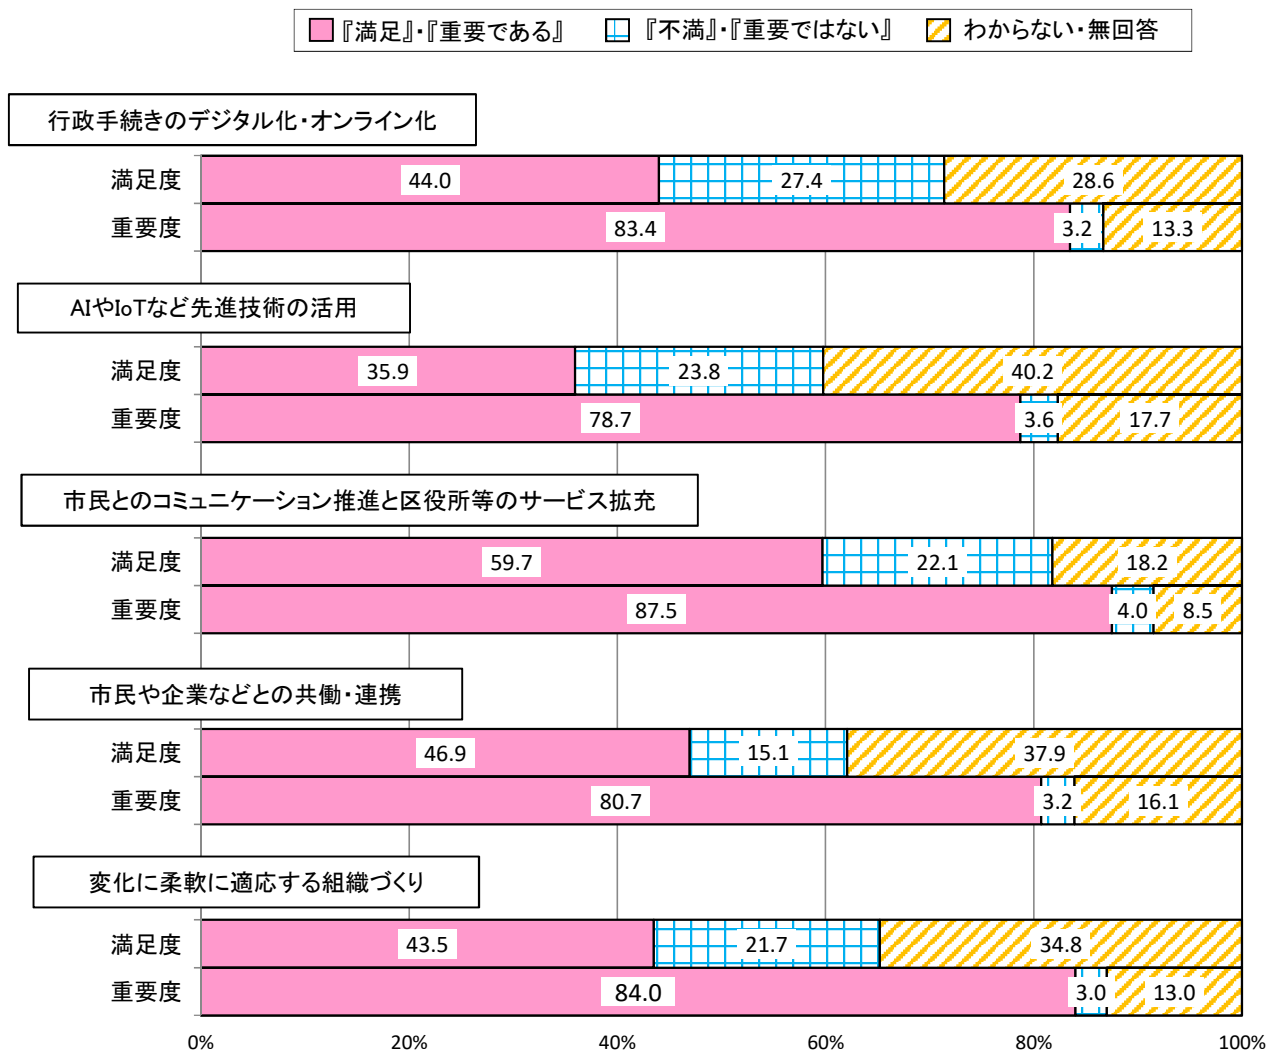 『満足』・『重要である』 『不満』・『重要ではない』 わからない・無回答
行政手続きのデジタル化・オンライン化
満足度 44.0 27.4 28.6
重要度 83.4 3.2 13.3
AIやIoTなど先進技術の活用
満足度 35.9 23.8 40.2
重要度 78.7 3.6 17.7
市民とのコミュニケーション推進と区役所等のサービス拡充
満足度 59.7 22.1 18.2
重要度 87.5 4.0 8.5
市民や企業などとの共働・連携
満足度 46.9 15.1 37.9
重要度 80.7 3.2 16.1
変化に柔軟に適応する組織づくり
満足度 43.5 21.7 34.8
重要度 84.0 3.0 13.0
0% 20% 40% 60% 80% 100%